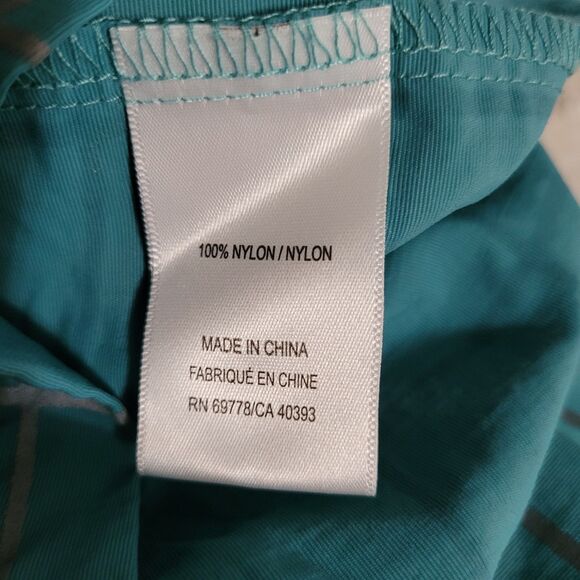 100% NYLON / NYLON
MADE IN CHINA
FABRIQUÉ EN CHINE
RN 69778/CA 40393